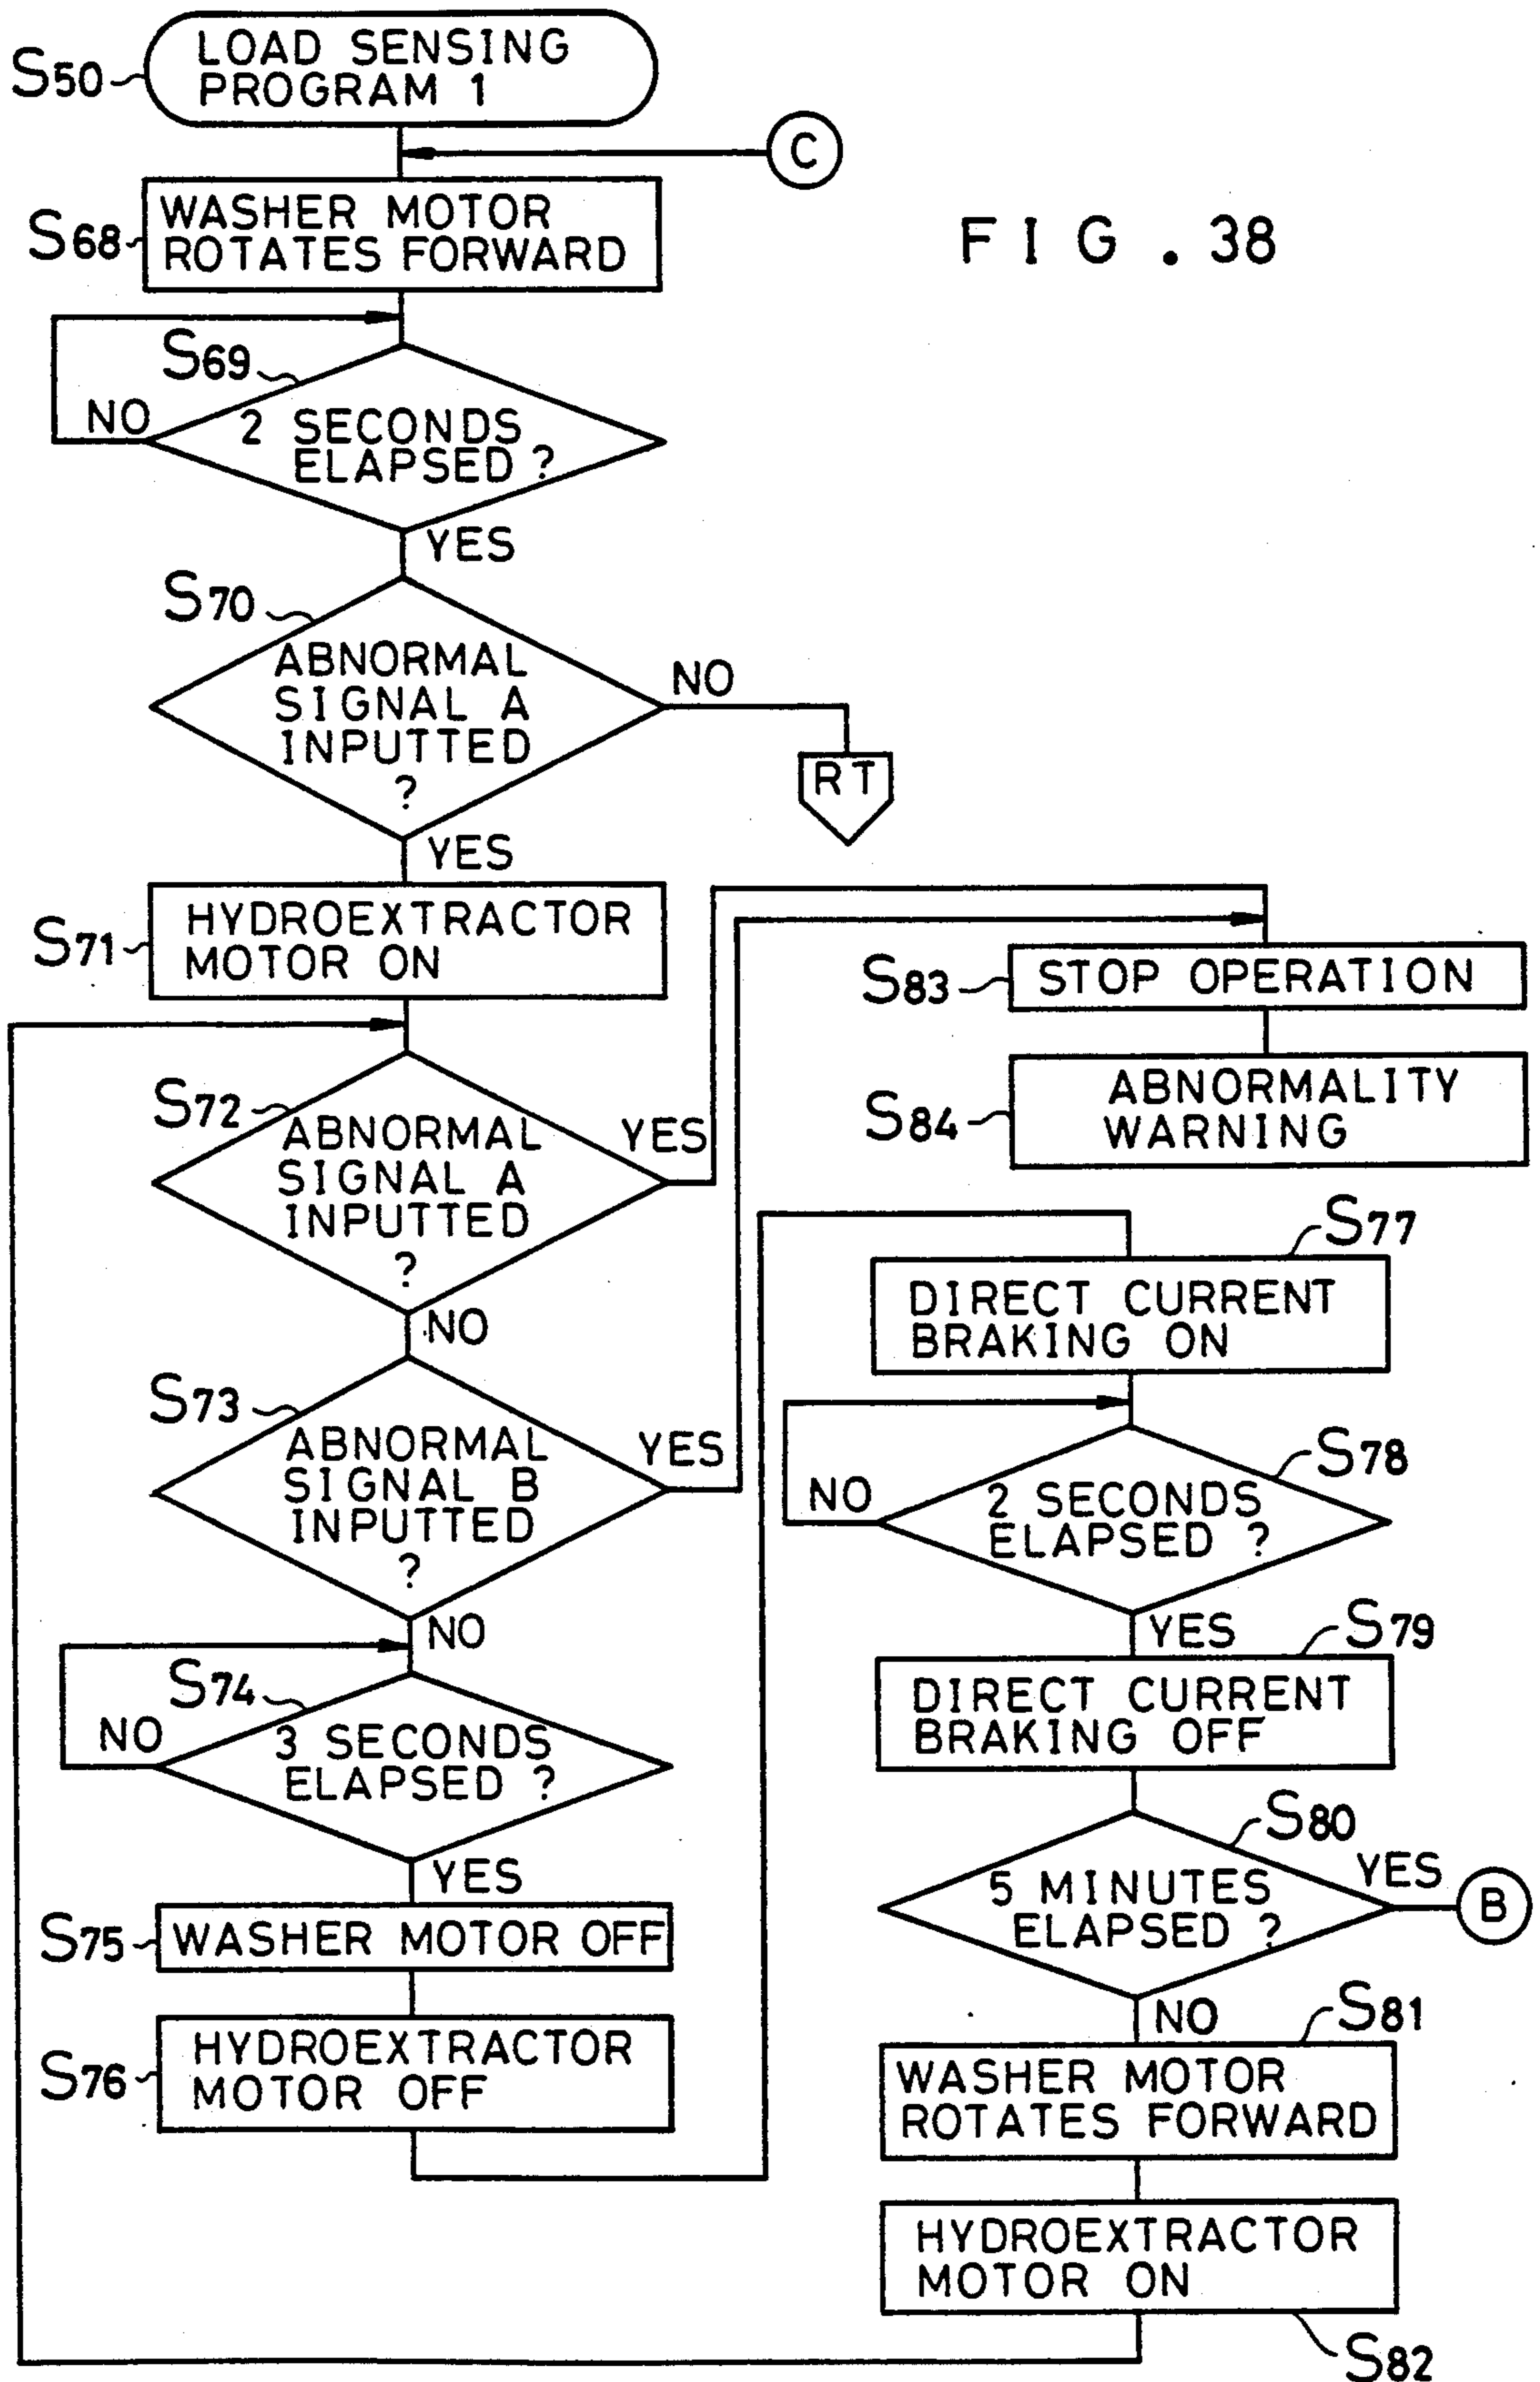 S50
LOAD SENSING
PROGRAM 1
C
S68
WASHER MOTOR
ROTATES FORWARD
FIG.38
S69
NO
2 SECONDS
ELAPSED ?
YES
S70
ABNORMAL
SIGNAL A
INPUTTED
?
NO
RT
YES
S71
HYDROEXTRACTOR
MOTOR ON
S72
ABNORMAL
SIGNAL A
INPUTTED
?
YES
NO
S73
ABNORMAL
SIGNAL B
INPUTTED
?
YES
NO
S74
NO
3 SECONDS
ELAPSED ?
YES
S75
WASHER MOTOR OFF
S76
HYDROEXTRACTOR
MOTOR OFF
S83
STOP OPERATION
S84
ABNORMALITY
WARNING
S77
DIRECT CURRENT
BRAKING ON
S78
NO
2 SECONDS
ELAPSED ?
YES
S79
DIRECT CURRENT
BRAKING OFF
S80
5 MINUTES
ELAPSED ?
YES
B
NO
S81
WASHER MOTOR
ROTATES FORWARD
HYDROEXTRACTOR
MOTOR ON
S82